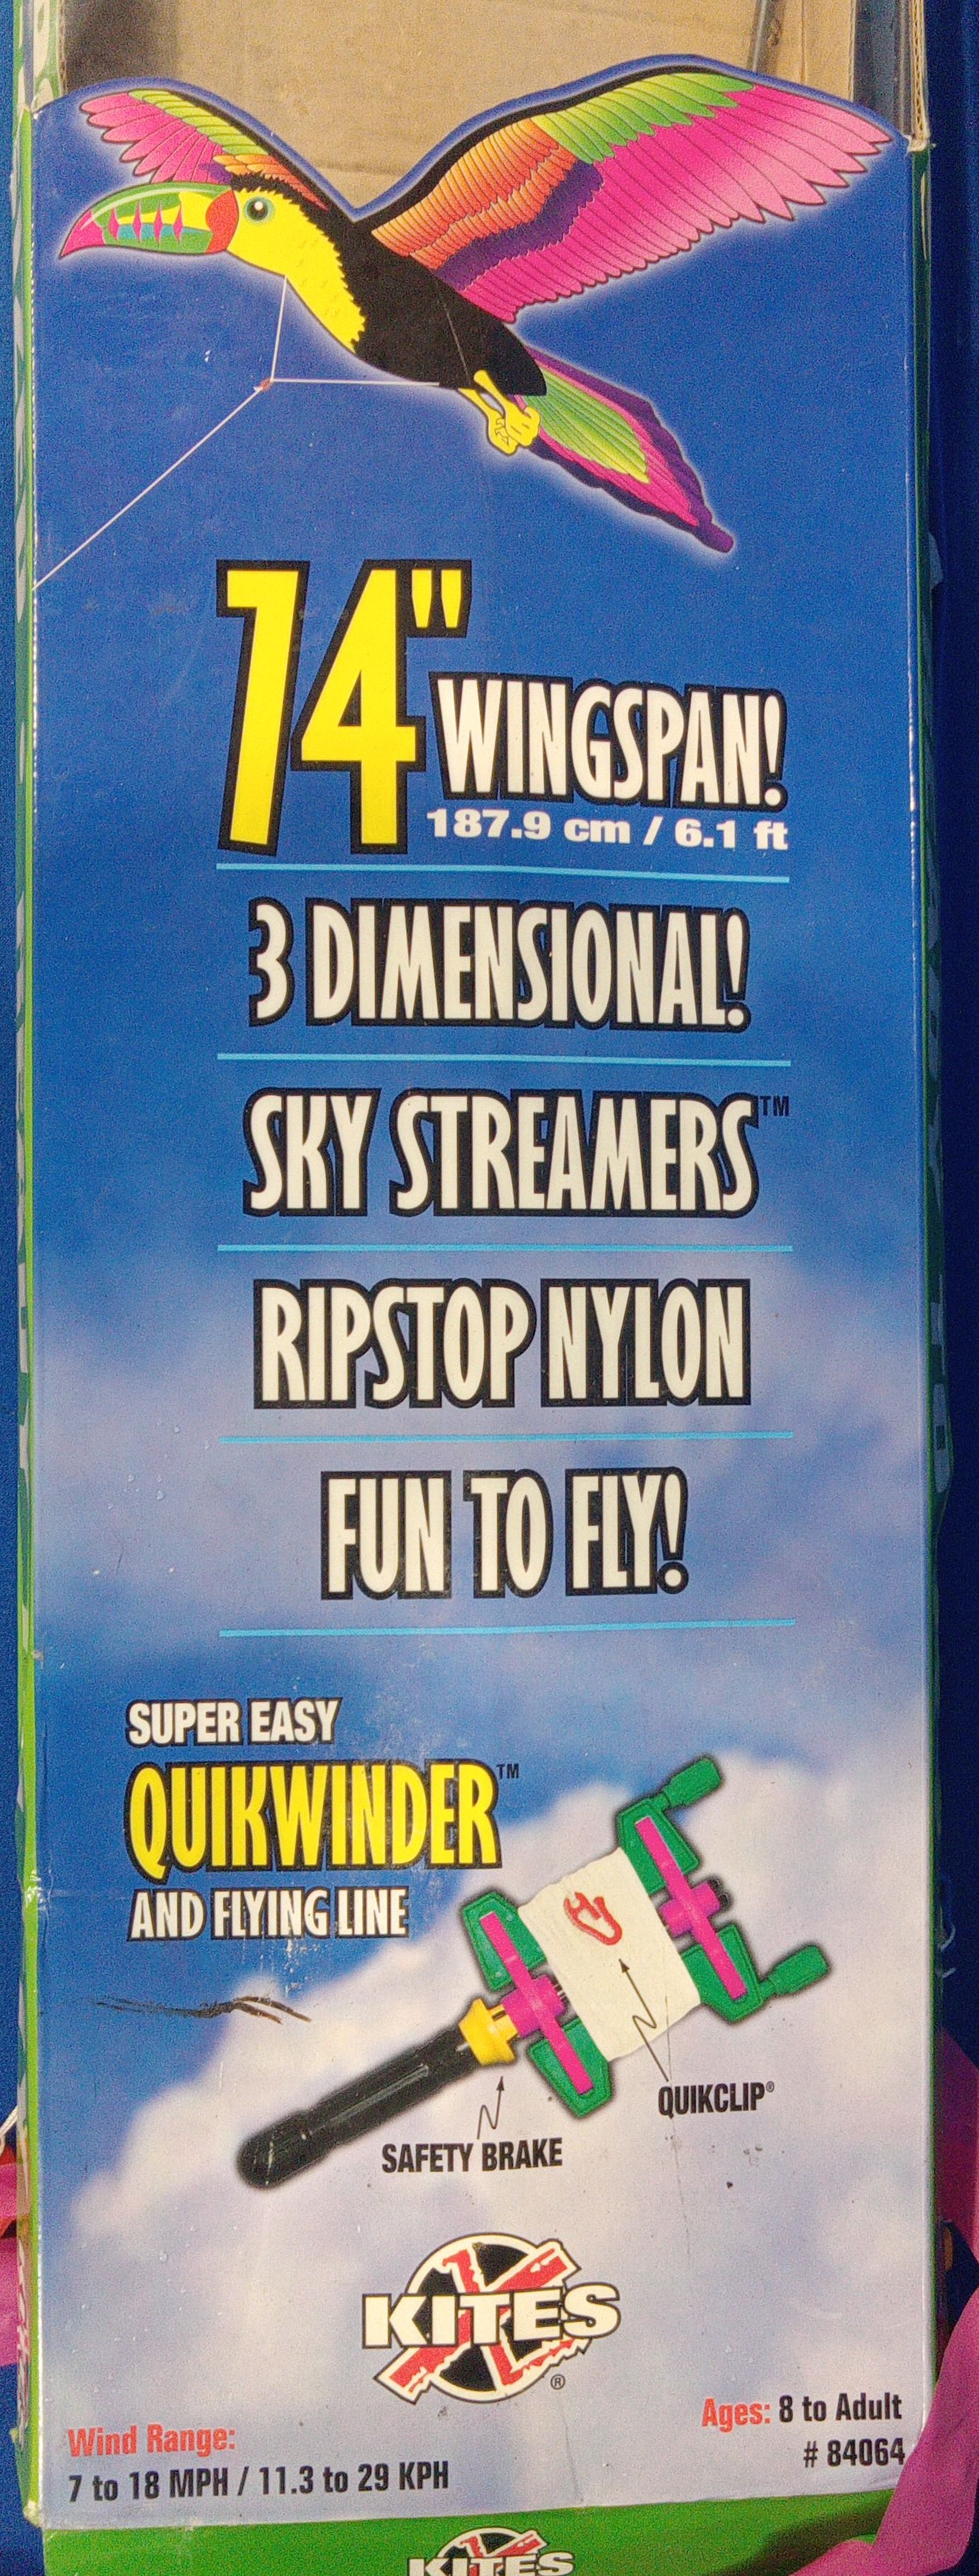 74"
WINGSPAN!
187.9 cm / 6.1 ft
3 DIMENSIONAL!
SKY STREAMERS™
RIPSTOP NYLON
FUN TO FLY!
SUPER EASY
QUIKWINDER™
AND FLYING LINE
QUIKCLIP®
SAFETY BRAKE
X
KITES
®
Wind Range:
7 to 18 MPH / 11.3 to 29 KPH
Ages: 8 to Adult
# 84064
KITES